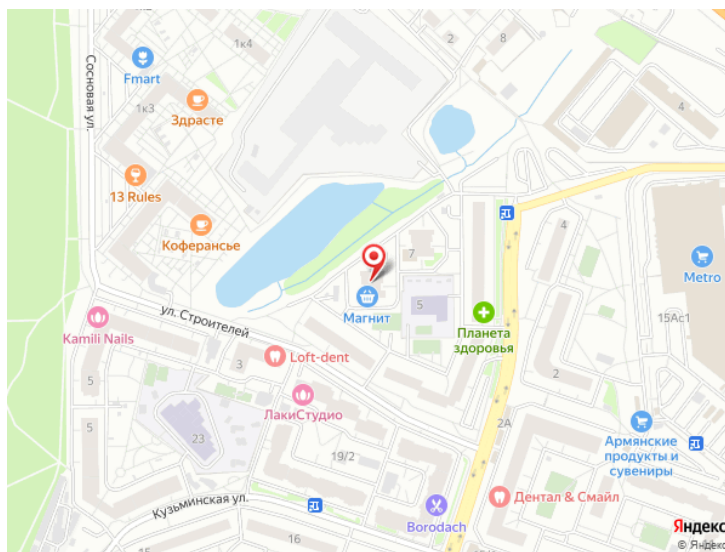 1к4
2
8
Fmart
Сосновая ул.
1к3
Здрасте
4
13 Rules
Коферансье
4
7
Metro
Магнит
5
15Ас1
ул. Строителей
Kamili Nails
Планета
здоровья
Loft-dent
3
5
2
ЛакиСтудио
5
23
2А
Армянские
продукты и
сувениры
19/2
Дентал & Смайл
Кузьминская ул.
Borodach
Яндекс
16
© Яндекс